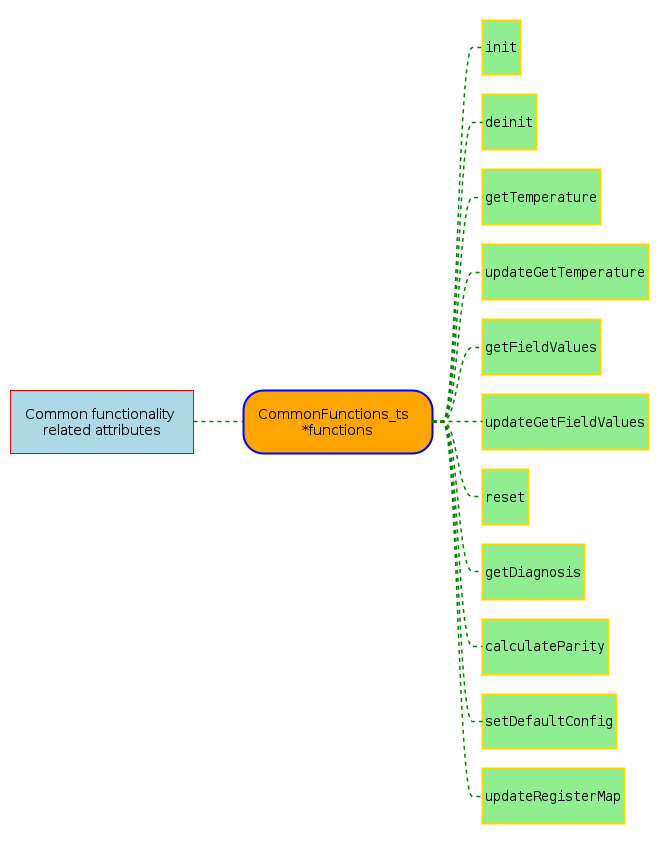 init
deinit
getTemperature
updateGetTemperature
getFieldValues
Common functionality
related attributes
CommonFunctions_ts
*functions
updateGetFieldValues
reset
getDiagnosis
calculateParity
setDefaultConfig
updateRegisterMap